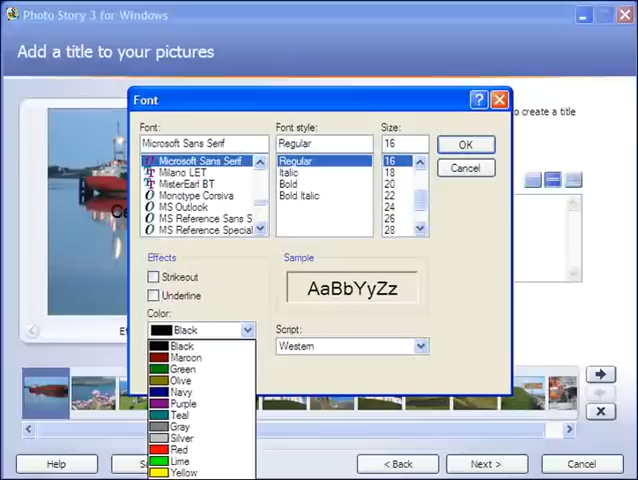 Photo Story 3 for Windows
Add a title to your pictures
Font
Font:
Font style:
Size:
Microsoft Sans Serif
Regular
16
OK
Cancel
Microsoft Sans Serif
Milano LET
MisterEarl BT
Monotype Corsiva
MS Outlook
MS Reference Sans S
MS Reference Special
Regular
Italic
Bold
Bold Italic
16
18
20
22
24
26
28
Effects
Strikeout
Underline
Color:
Black
Sample
AaBbYyZz
Script:
Western
Black
Maroon
Green
Olive
Navy
Purple
Teal
Gray
Silver
Red
Lime
Yellow
to create a title
Help
< Back
Next >
Cancel